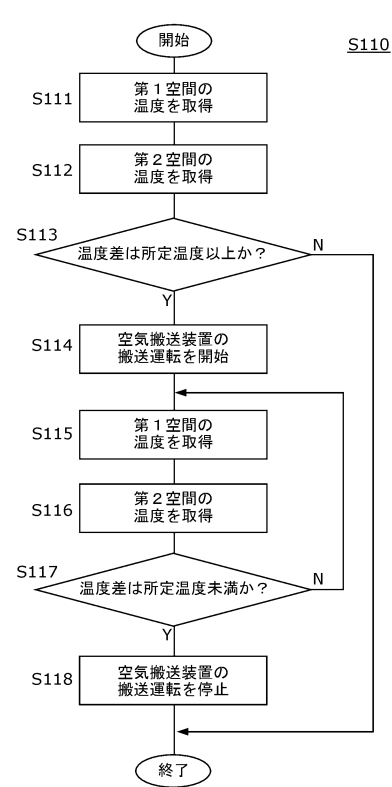 開始
S110
S111
第１空間の
温度を取得
S112
第２空間の
温度を取得
S113
温度差は所定温度以上か？
N
Y
S114
空気搬送装置の
搬送運転を開始
S115
第１空間の
温度を取得
S116
第２空間の
温度を取得
S117
温度差は所定温度未満か？
N
Y
S118
空気搬送装置の
搬送運転を停止
終了